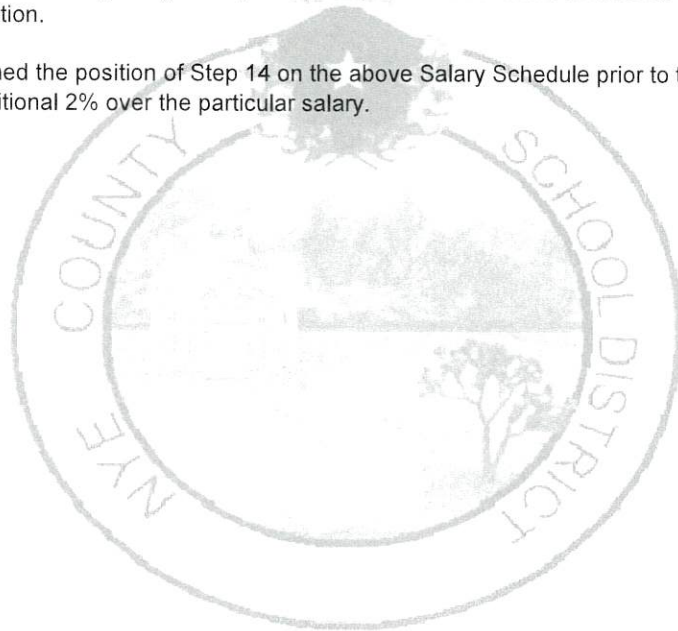 tion.
ned the position of Step 14 on the above Salary Schedule prior to t
itional 2% over the particular salary.
NYE COUNTY SCHOOL DISTRICT